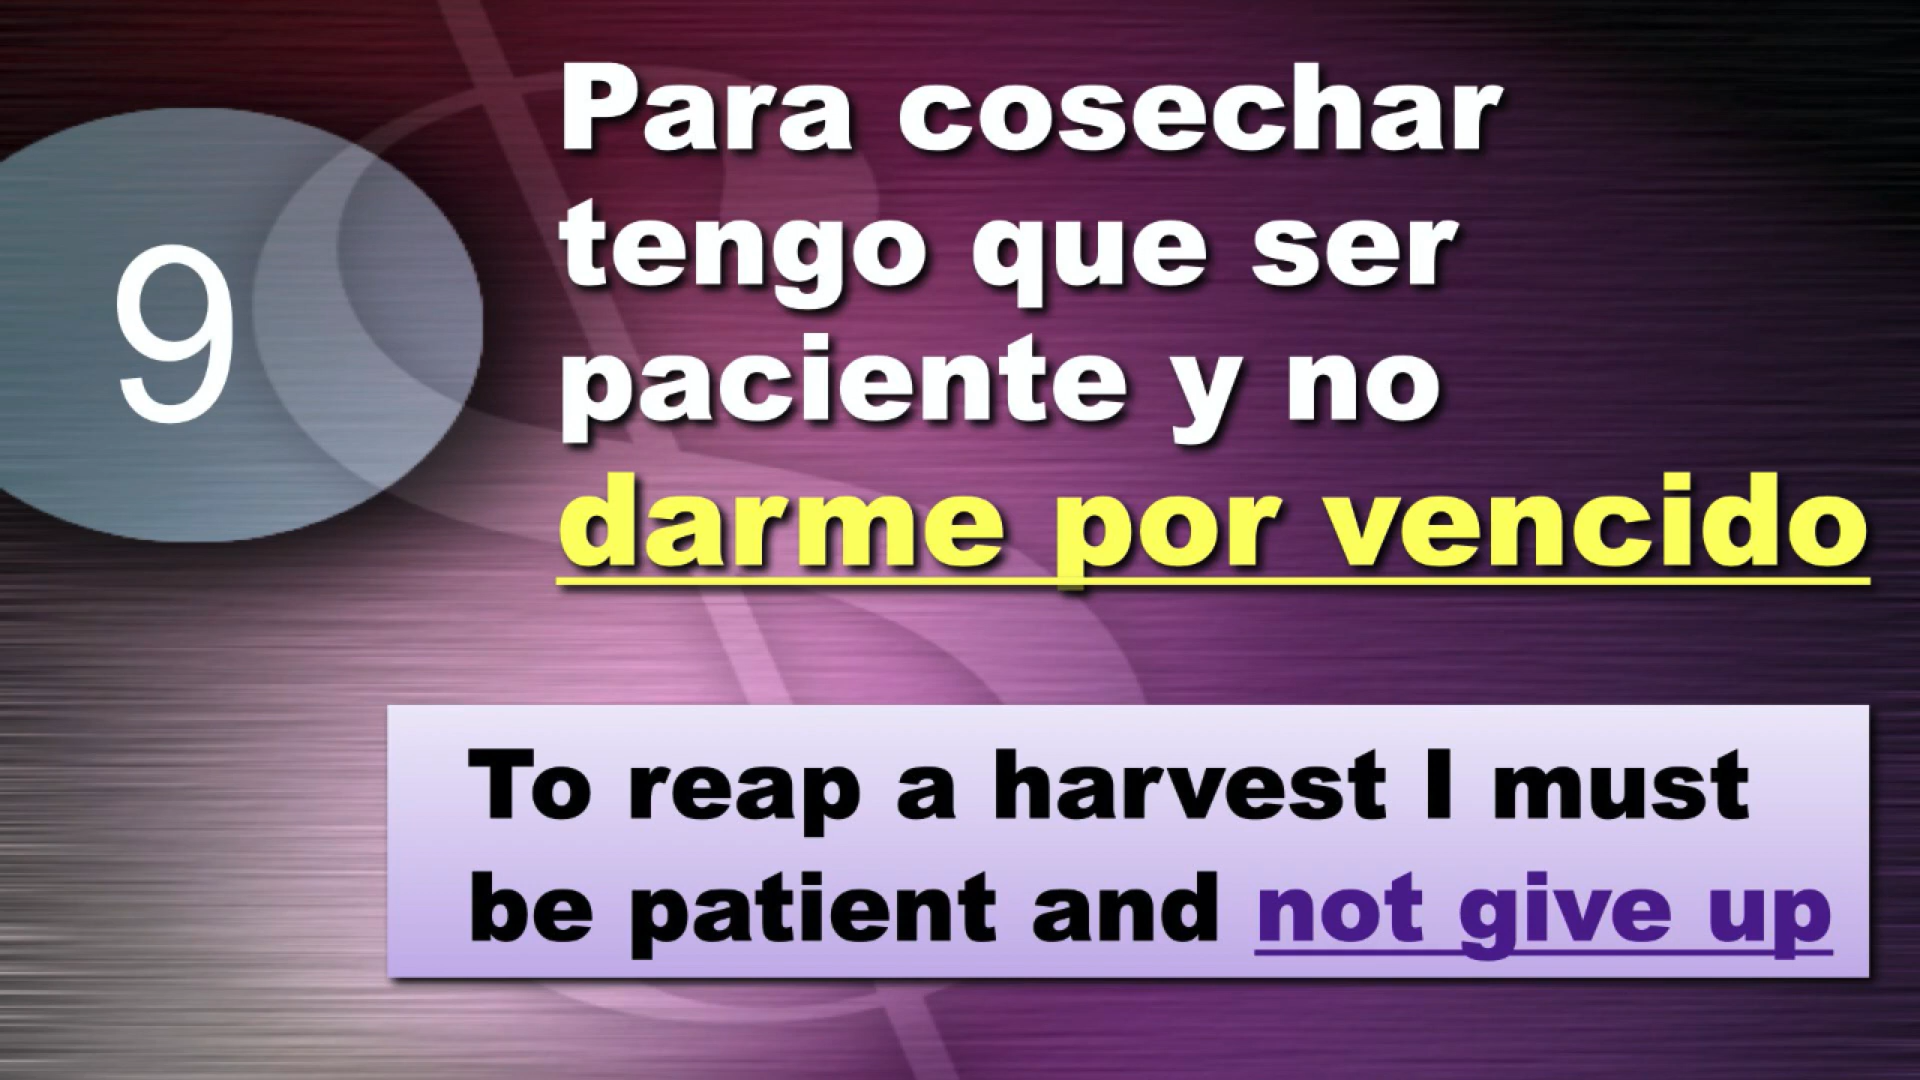 9
Para cosechar
tengo que ser
paciente y no
darme por vencido
To reap a harvest I must
be patient and not give up